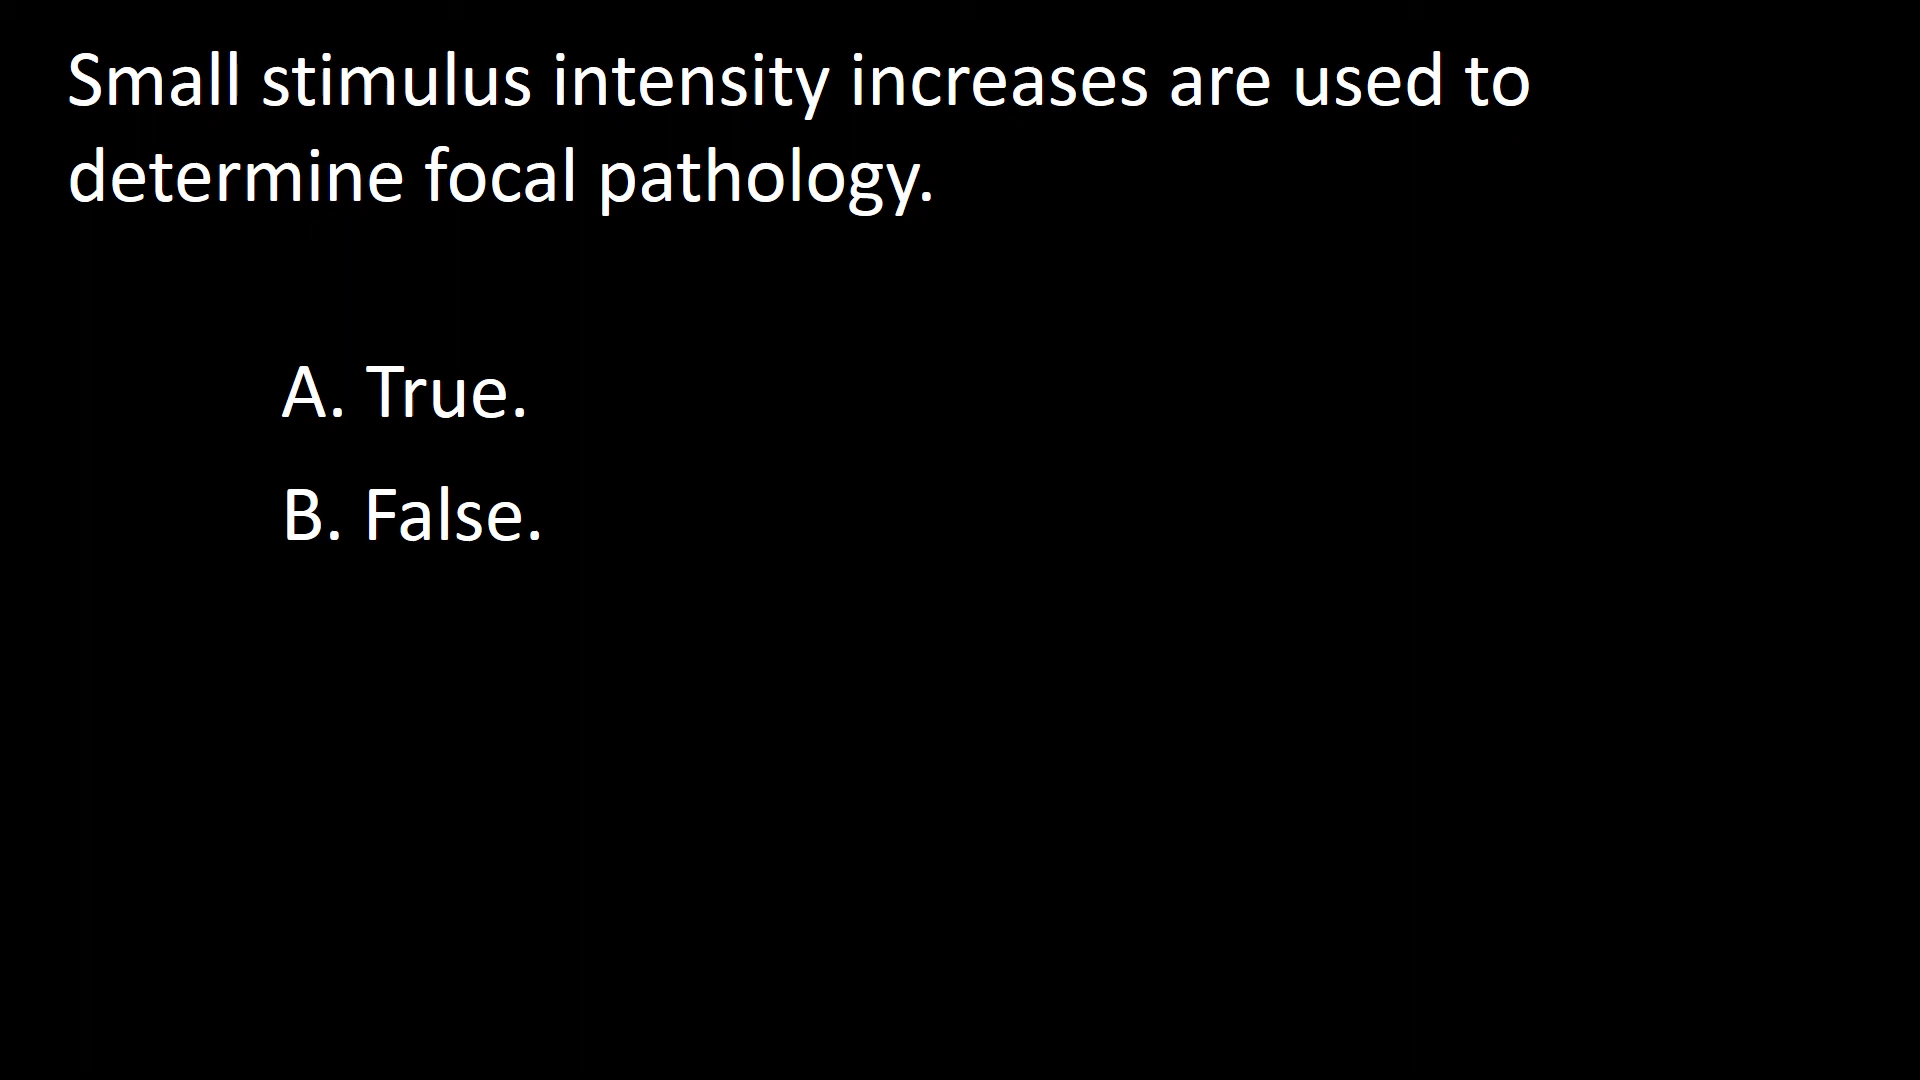 Small stimulus intensity increases are used to
determine focal pathology.
A. True.
B. False.